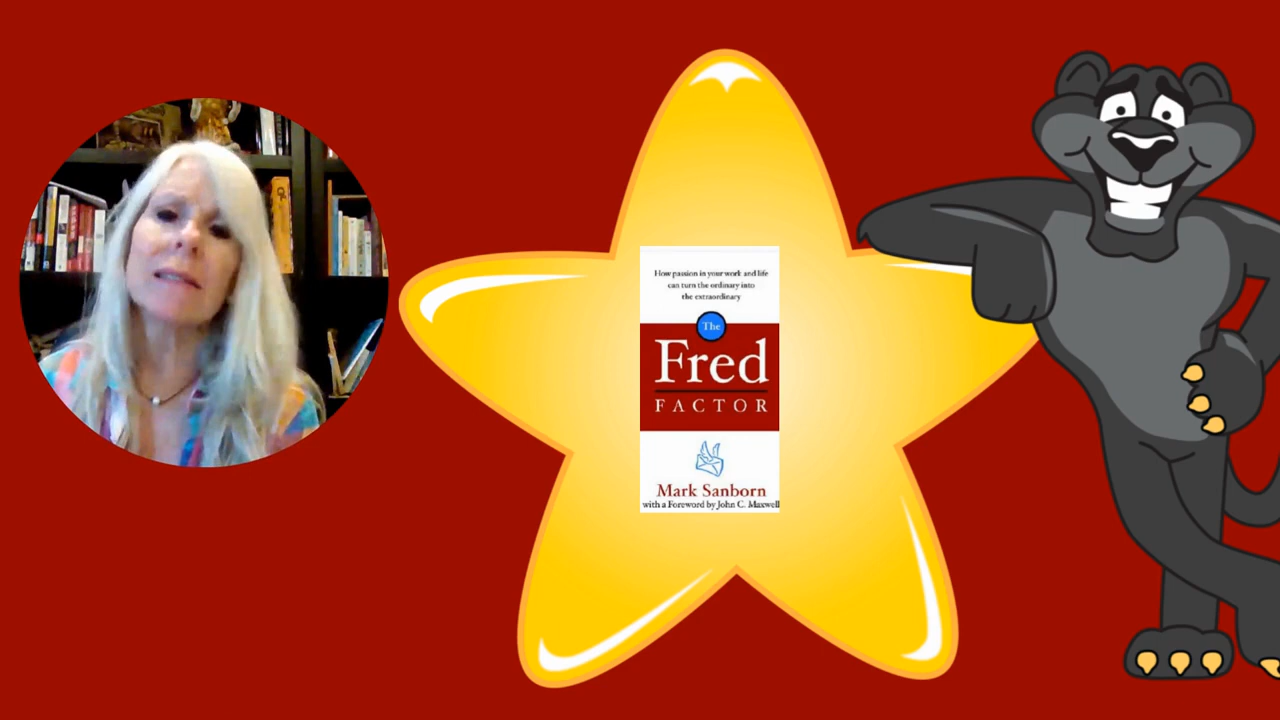 How passion in your work and life
can turn the ordinary into
the extraordinary
The
Fred
FACTOR
Mark Sanborn
with a Foreword by John C. Maxwell